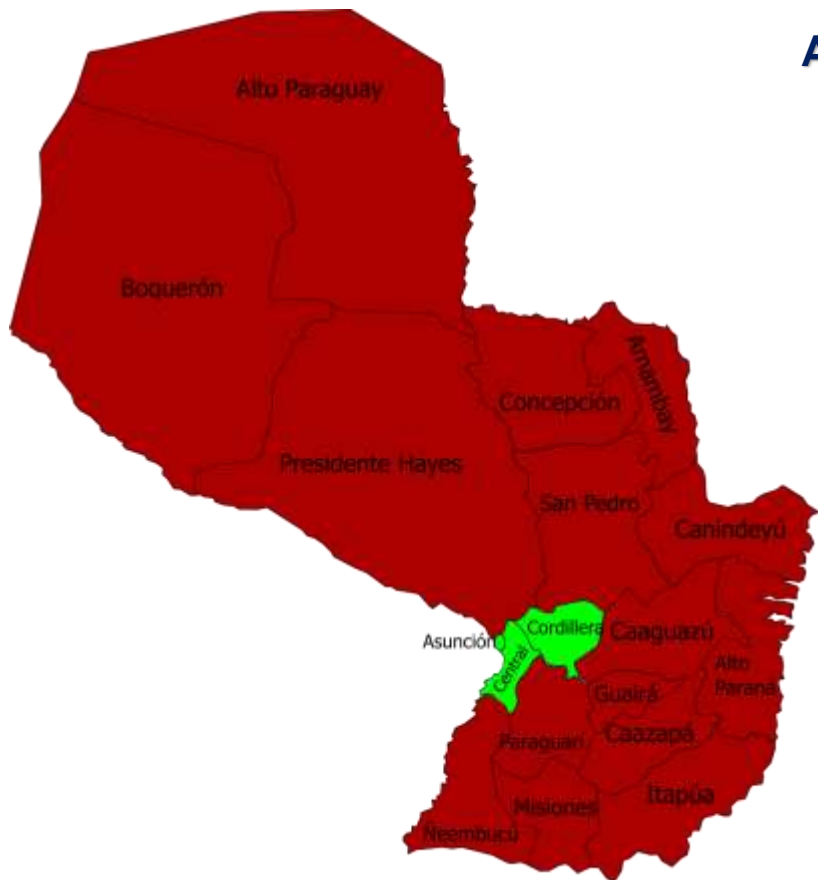 A
Alto Paraguay
Boquerón
Amambay
Concepción
Presidente Hayes
San Pedro
Canindeyú
Cordillera
Caaguazú
Asunción
Central
Alto
Paraná
Guairá
Caazapá
Paraguarí
Itapúa
Misiones
Ñeembucú